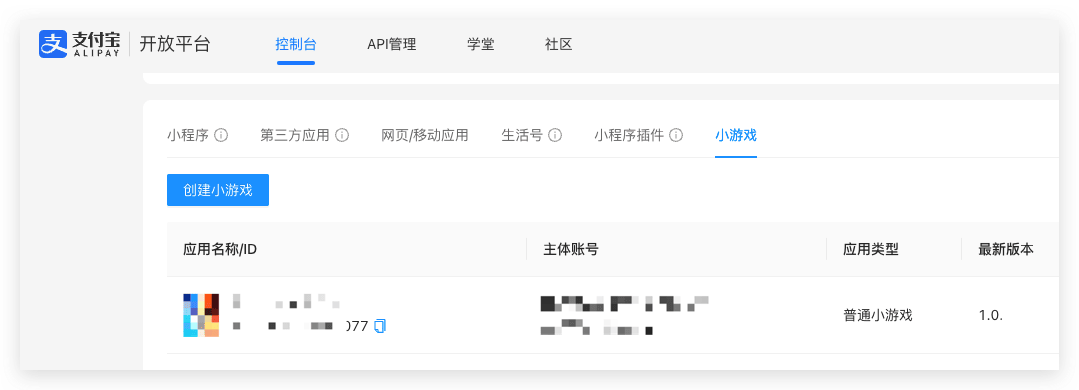 支付宝 ALIPAY 开放平台 控制台 API管理 学堂 社区
小程序 第三方应用 网页/移动应用 生活号 小程序插件 小游戏
创建小游戏
应用名称/ID 主体账号 应用类型 最新版本
077 普通小游戏 1.0.